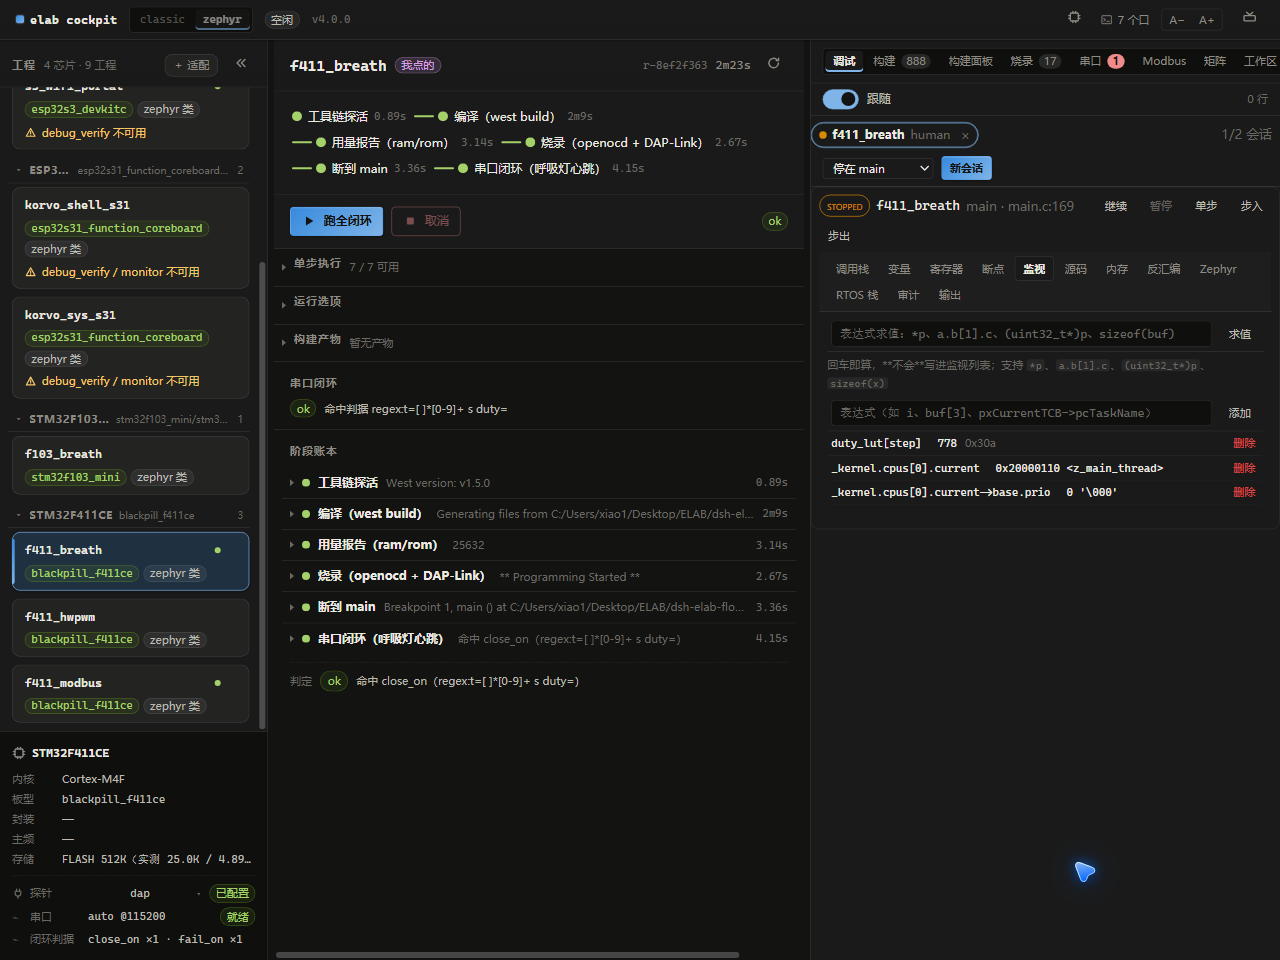 elab cockpit classic zephyr 空闲 v4.0.0 7 个口 A− A+
工程 4 芯片 · 9 工程 + 适配 «
esp32s3_devkitc zephyr 类
⚠ debug_verify 不可用
ESP3... esp32s31_function_coreboard... 2
korvo_shell_s31
esp32s31_function_coreboard
zephyr 类
⚠ debug_verify / monitor 不可用
korvo_sys_s31
esp32s31_function_coreboard
zephyr 类
⚠ debug_verify / monitor 不可用
STM32F103... stm32f103_mini/stm3... 1
f103_breath
stm32f103_mini zephyr 类
STM32F411CE blackpill_f411ce 3
f411_breath
blackpill_f411ce zephyr 类
f411_hwpwm
blackpill_f411ce zephyr 类
f411_modbus
blackpill_f411ce zephyr 类
STM32F411CE
内核 Cortex-M4F
板型 blackpill_f411ce
封装 —
主频 —
存储 FLASH 512K（实测 25.0K / 4.89…
探针 dap 已配置
串口 auto @115200 就绪
闭环判据 close_on ×1 · fail_on ×1
f411_breath 我点的 r-8ef2f363 2m23s
工具链探活 0.89s 编译（west build） 2m9s
用量报告（ram/rom） 3.14s 烧录（openocd + DAP-Link） 2.67s
断到 main 3.36s 串口闭环（呼吸灯心跳） 4.15s
▶ 跑全闭环 ■ 取消 ok
单步执行 7 / 7 可用
运行选项
构建产物 暂无产物
串口闭环
ok 命中判据 regex:t=[ ]*[0-9]+ s duty=
阶段账本
工具链探活 West version: v1.5.0 0.89s
编译（west build） Generating files from C:/Users/xiao1/Desktop/ELAB/dsh-el... 2m9s
用量报告（ram/rom） 25632 3.14s
烧录（openocd + DAP-Link） ** Programming Started ** 2.67s
断到 main Breakpoint 1, main () at C:/Users/xiao1/Desktop/ELAB/dsh-elab-flo... 3.36s
串口闭环（呼吸灯心跳） 命中 close_on（regex:t=[ ]*[0-9]+ s duty=） 4.15s
判定 ok 命中 close_on（regex:t=[ ]*[0-9]+ s duty=）
调试 构建 888 构建面板 烧录 17 串口 1 Modbus 矩阵 工作区
跟随 0 行
f411_breath human × 1/2 会话
停在 main 新会话
STOPPED f411_breath main · main.c:169 继续 暂停 单步 步入
步出
调用栈 变量 寄存器 断点 监视 源码 内存 反汇编 Zephyr
RTOS 栈 审计 输出
表达式求值：*p、a.b[1].c、(uint32_t*)p、sizeof(buf) 求值
回车即算，**不会**写进监视列表；支持 *p、a.b[1].c、(uint32_t*)p、
sizeof(x)
表达式（如 i、buf[3]、pxCurrentTCB->pcTaskName） 添加
duty_lut[step] 778 0x30a 删除
_kernel.cpus[0].current 0x20000110 <z_main_thread> 删除
_kernel.cpus[0].current->base.prio 0 '\000' 删除